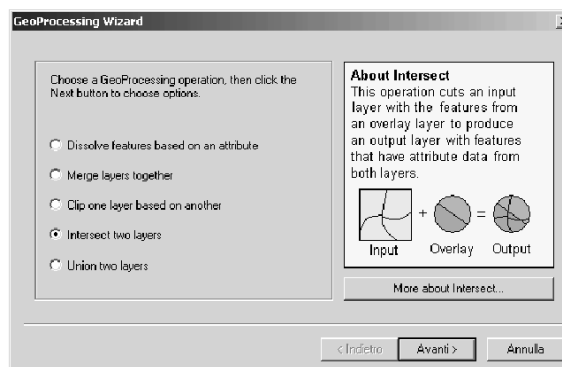 GeoProcessing Wizard
Choose a GeoProcessing operation, then click the
Next button to choose options.
Dissolve features based on an attribute
Merge layers together
Clip one layer based on another
Intersect two layers
Union two layers
About Intersect
This operation cuts an input
layer with the features from
an overlay layer to produce
an output layer with features
that have attribute data from
both layers.
+ =
Input Overlay Output
More about Intersect...
< Indietro Avanti > Annulla